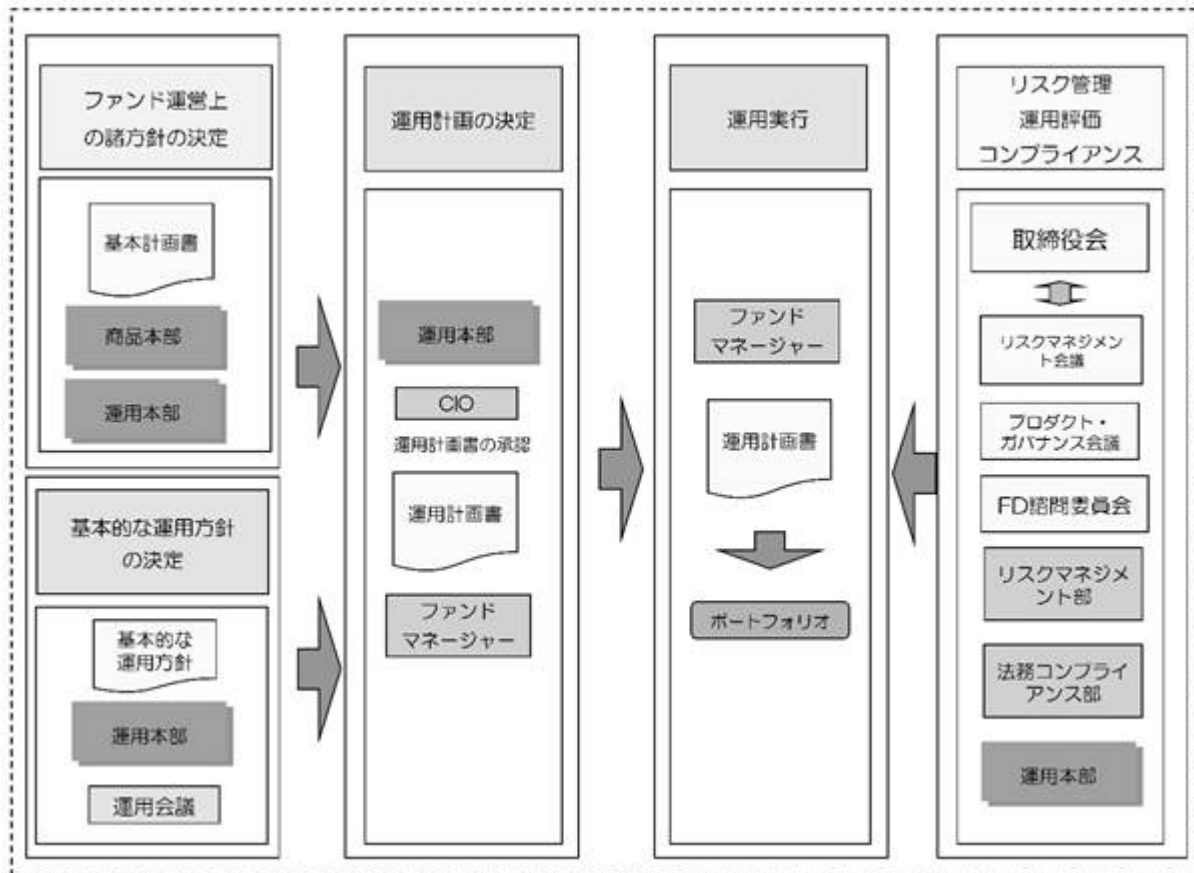 ファンド運営上
の諸方針の決定
基本計画書
商品本部
運用本部
基本的な運用方針
の決定
基本的な
運用方針
運用本部
運用会議
運用計画の決定
運用本部
CIO
運用計画書の承認
運用計画書
ファンド
マネージャー
運用実行
ファンド
マネージャー
運用計画書
ポートフォリオ
リスク管理
運用評価
コンプライアンス
取締役会
リスクマネジメン
ト会議
プロダクト・
ガバナンス会議
FD諮問委員会
リスクマネジメ
ント部
法務コンプライ
アンス部
運用本部